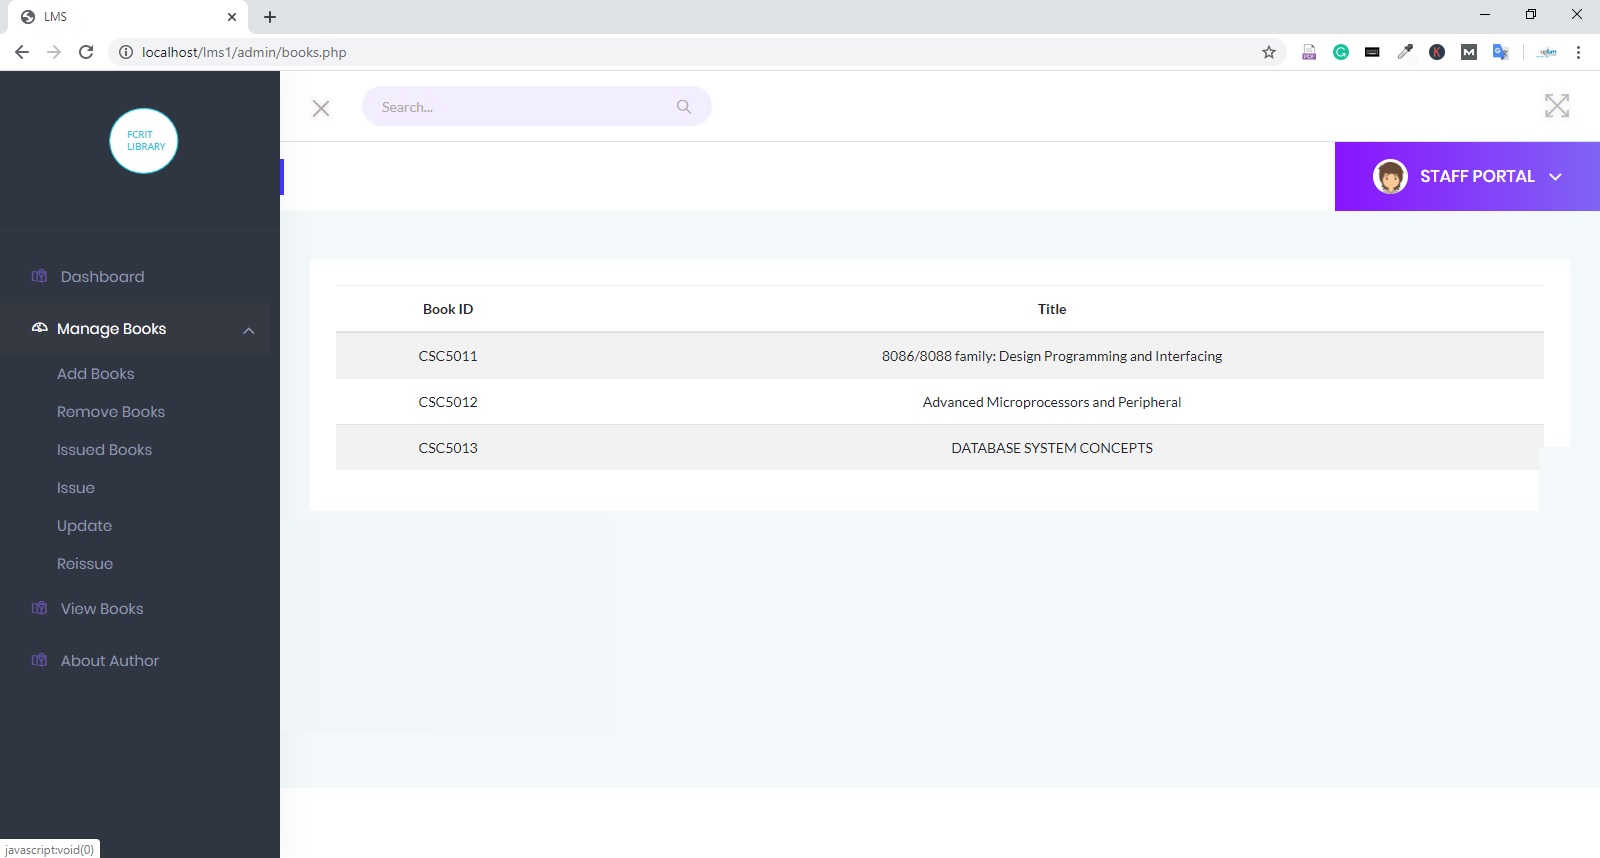 LMS
localhost/lms1/admin/books.php
FCRIT
LIBRARY
Search...
STAFF PORTAL
Dashboard
Manage Books
Add Books
Remove Books
Issued Books
Issue
Update
Reissue
View Books
About Author
Book ID Title
CSC5011 8086/8088 family: Design Programming and Interfacing
CSC5012 Advanced Microprocessors and Peripheral
CSC5013 DATABASE SYSTEM CONCEPTS
javascript:void(0)